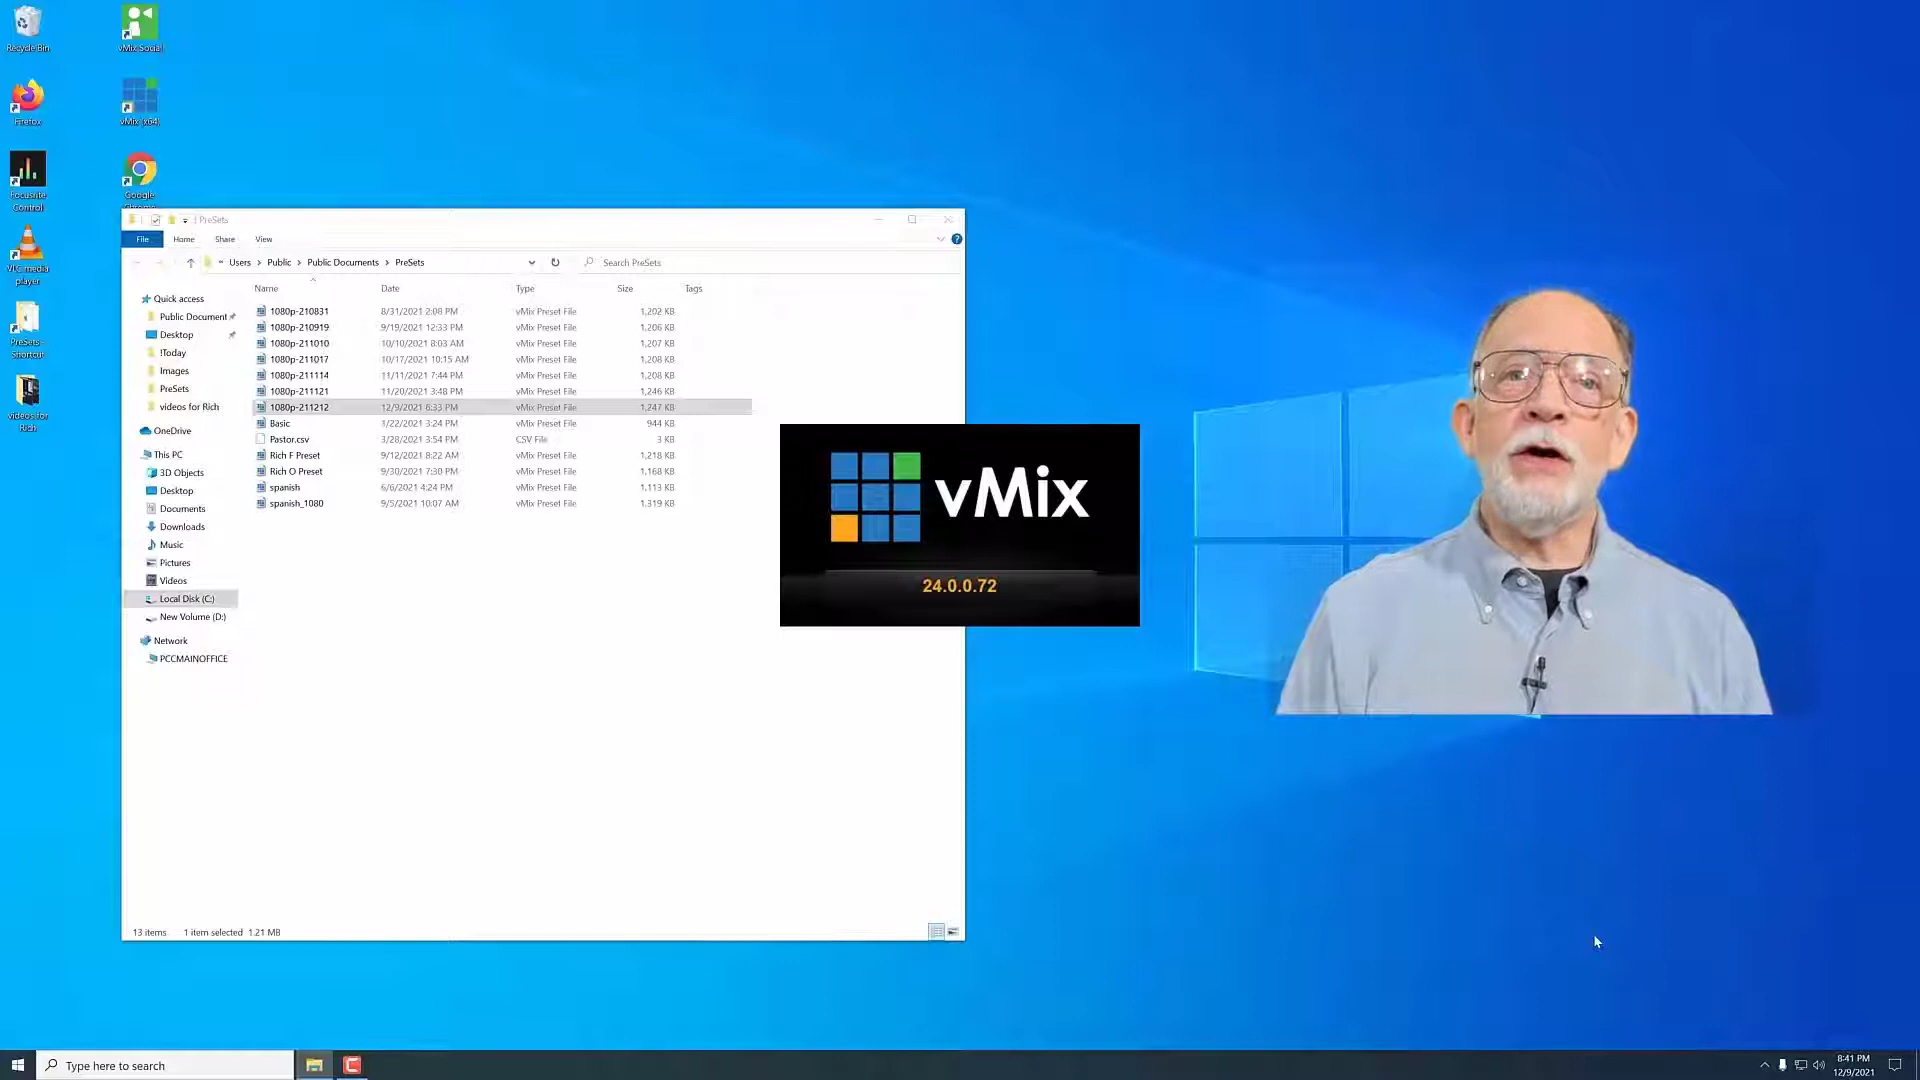 Recycle Bin
vMix Social
Firefox
vMix (x64)
Focusrite
Control
Google
Chrome
VLC media
player
PreSets -
Shortcut
videos for
Rich
PreSets
File
Home
Share
View
« Users > Public > Public Documents > PreSets
Search PreSets
Name
Date
Type
Size
Tags
Quick access
Public Document
Desktop
!Today
Images
PreSets
videos for Rich
OneDrive
This PC
3D Objects
Desktop
Documents
Downloads
Music
Pictures
Videos
Local Disk (C:)
New Volume (D:)
Network
PCCMAINOFFICE
1080p-210831 8/31/2021 2:08 PM vMix Preset File 1,202 KB
1080p-210919 9/19/2021 12:33 PM vMix Preset File 1,206 KB
1080p-211010 10/10/2021 8:03 AM vMix Preset File 1,207 KB
1080p-211017 10/17/2021 10:15 AM vMix Preset File 1,208 KB
1080p-211114 11/11/2021 7:44 PM vMix Preset File 1,208 KB
1080p-211121 11/20/2021 3:48 PM vMix Preset File 1,246 KB
1080p-211212 12/9/2021 6:33 PM vMix Preset File 1,247 KB
Basic 1/22/2021 3:24 PM vMix Preset File 944 KB
Pastor.csv 3/28/2021 3:54 PM CSV File 3 KB
Rich F Preset 9/12/2021 8:22 AM vMix Preset File 1,218 KB
Rich O Preset 9/30/2021 7:30 PM vMix Preset File 1,168 KB
spanish 6/6/2021 4:24 PM vMix Preset File 1,113 KB
spanish_1080 9/5/2021 10:07 AM vMix Preset File 1,319 KB
vMix
24.0.0.72
13 items 1 item selected 1.21 MB
Type here to search
8:41 PM
12/9/2021